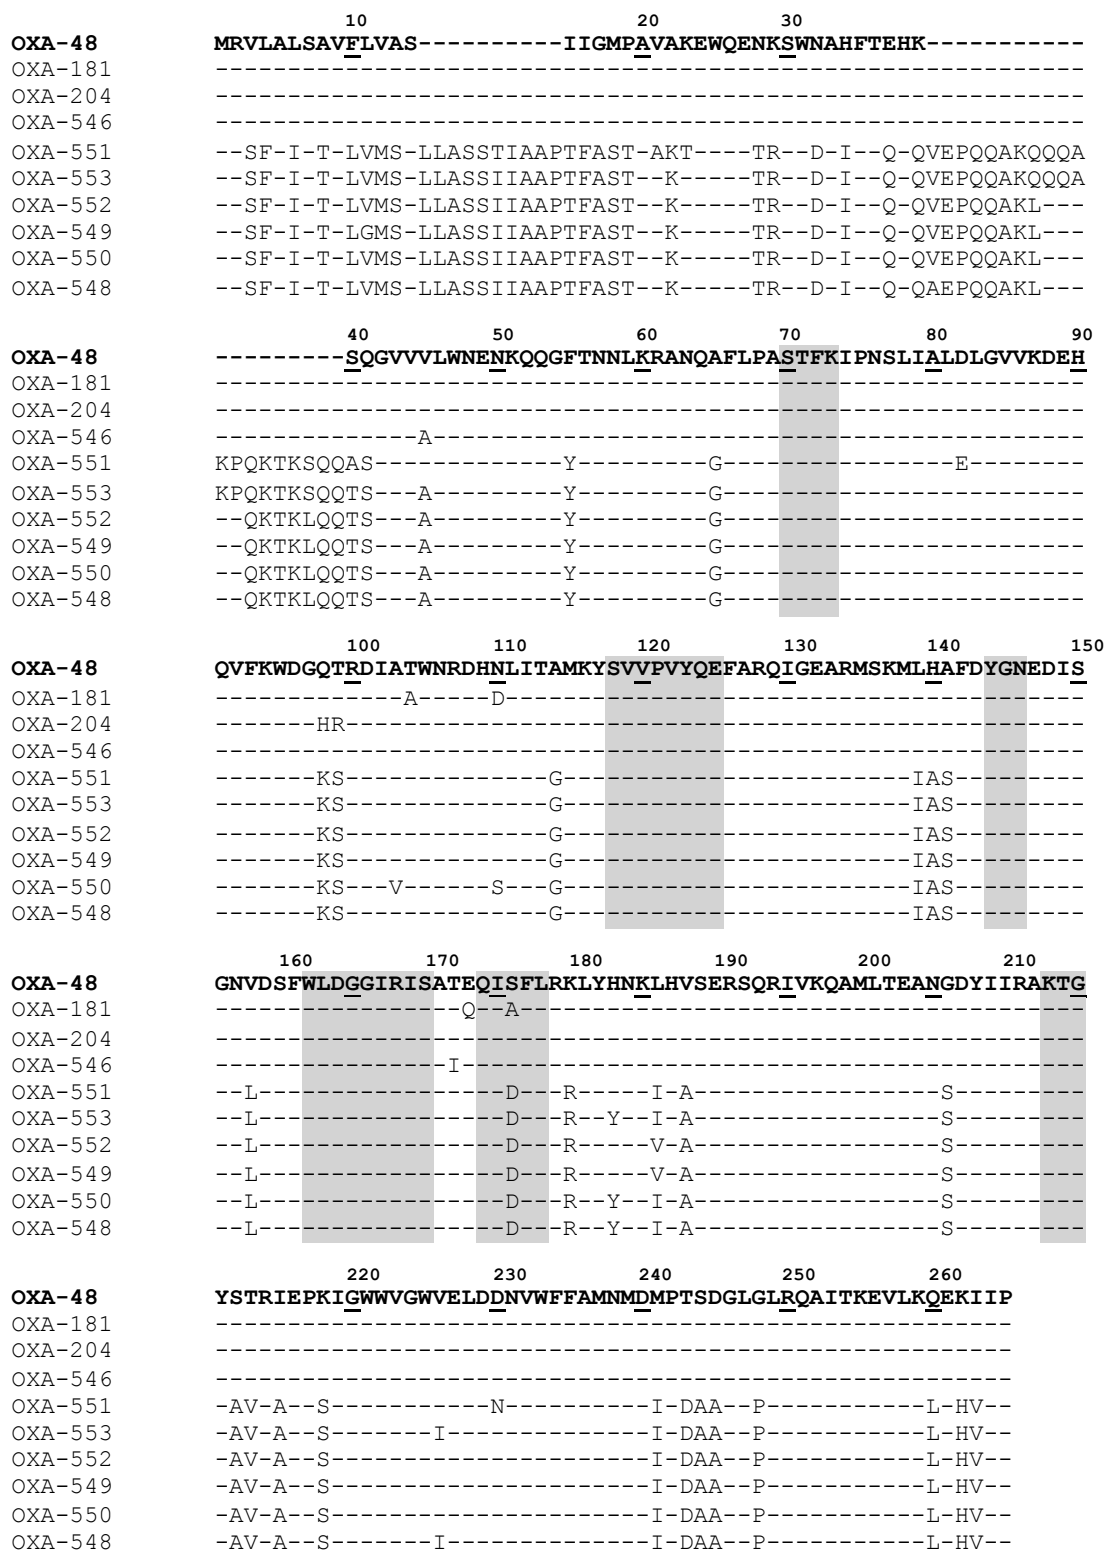 10 20 30
OXA-48 MRVLALSAVFLVAS----------IIGMPAVAKEWQENKSWNAHFTEHK-----------
OXA-181 ------------------------------------------------------------
OXA-204 ------------------------------------------------------------
OXA-546 ------------------------------------------------------------
OXA-551 --SF-I-T-LVMS-LLASSTIAAPTFAST-AKT----TR--D-I--Q-QVEPQQAKQQQA
OXA-553 --SF-I-T-LVMS-LLASSIIAAPTFAST--K-----TR--D-I--Q-QVEPQQAKQQQA
OXA-552 --SF-I-T-LVMS-LLASSIIAAPTFAST--K-----TR--D-I--Q-QVEPQQAKL---
OXA-549 --SF-I-T-LGMS-LLASSIIAAPTFAST--K-----TR--D-I--Q-QVEPQQAKL---
OXA-550 --SF-I-T-LVMS-LLASSIIAAPTFAST--K-----TR--D-I--Q-QVEPQQAKL---
OXA-548 --SF-I-T-LVMS-LLASSIIAAPTFAST--K-----TR--D-I--Q-QAEPQQAKL---
40 50 60 70 80 90
OXA-48 ---------SQGVVVLWNENKQQGFTNNLKRANQAFLPASTFKIPNSLIALDLGVVKDEH
OXA-181 ------------------------------------------------------------
OXA-204 ------------------------------------------------------------
OXA-546 --------------A---------------------------------------------
OXA-551 KPQKTKSQQAS-------------Y---------G----------------E--------
OXA-553 KPQKTKSQQTS---A---------Y---------G-------------------------
OXA-552 --QKTKLQQTS---A---------Y---------G-------------------------
OXA-549 --QKTKLQQTS---A---------Y---------G-------------------------
OXA-550 --QKTKLQQTS---A---------Y---------G-------------------------
OXA-548 --QKTKLQQTS---A---------Y---------G-------------------------
100 110 120 130 140 150
OXA-48 QVFKWDGQTRDIATWNRDHNLITAMKYSVVPVYQEFARQIGEARMSKMLHAFDYGNEDIS
OXA-181 -------------A-----D----------------------------------------
OXA-204 -------HR---------------------------------------------------
OXA-546 ------------------------------------------------------------
OXA-551 -------KS--------------G------------------------IAS---------
OXA-553 -------KS--------------G------------------------IAS---------
OXA-552 -------KS--------------G------------------------IAS---------
OXA-549 -------KS--------------G------------------------IAS---------
OXA-550 -------KS---V------S---G------------------------IAS---------
OXA-548 -------KS--------------G------------------------IAS---------
160 170 180 190 200 210
OXA-48 GNVDSFWLDGGIRISATEQISFLRKLYHNKLHVSERSQRIVKQAMLTEANGDYIIRAKTG
OXA-181 -----------------Q--A---------------------------------------
OXA-204 ------------------------------------------------------------
OXA-546 ----------------I-------------------------------------------
OXA-551 --L-----------------D---R-----I-A-----------------S---------
OXA-553 --L-----------------D---R--Y--I-A-----------------S---------
OXA-552 --L-----------------D---R-----V-A-----------------S---------
OXA-549 --L-----------------D---R-----V-A-----------------S---------
OXA-550 --L-----------------D---R--Y--I-A-----------------S---------
OXA-548 --L-----------------D---R--Y--I-A-----------------S---------
220 230 240 250 260
OXA-48 YSTRIEPKIGWWVGWVELDDNVWFFAMNMDMPTSDGLGLRQAITKEVLKQEKIIP
OXA-181 -------------------------------------------------------
OXA-204 -------------------------------------------------------
OXA-546 -------------------------------------------------------
OXA-551 -AV-A--S-----------N----------I-DAA--P-----------L-HV--
OXA-553 -AV-A--S-------I--------------I-DAA--P-----------L-HV--
OXA-552 -AV-A--S----------------------I-DAA--P-----------L-HV--
OXA-549 -AV-A--S----------------------I-DAA--P-----------L-HV--
OXA-550 -AV-A--S----------------------I-DAA--P-----------L-HV--
OXA-548 -AV-A--S-------I--------------I-DAA--P-----------L-HV--